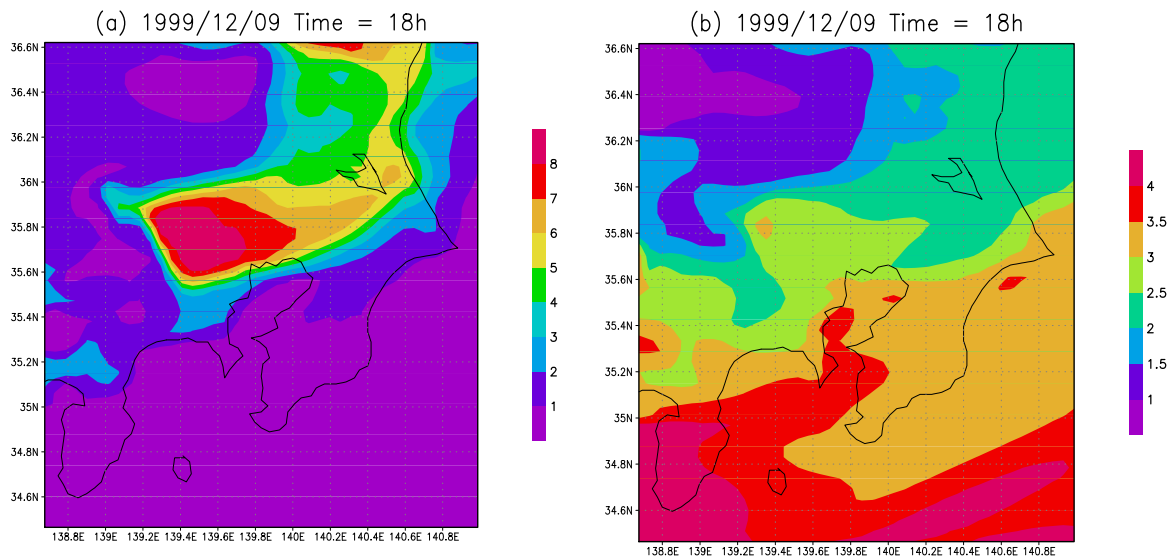 (a) 1999/12/09 Time = 18h
36.6N
36.4N
36.2N
36N
35.8N
35.6N
35.4N
35.2N
35N
34.8N
34.6N
138.8E 139E 139.2E 139.4E 139.6E 139.8E 140E 140.2E 140.4E 140.6E 140.8E
8
7
6
5
4
3
2
1
(b) 1999/12/09 Time = 18h
36.6N
36.4N
36.2N
36N
35.8N
35.6N
35.4N
35.2N
35N
34.8N
34.6N
138.8E 139E 139.2E 139.4E 139.6E 139.8E 140E 140.2E 140.4E 140.6E 140.8E
4
3.5
3
2.5
2
1.5
1